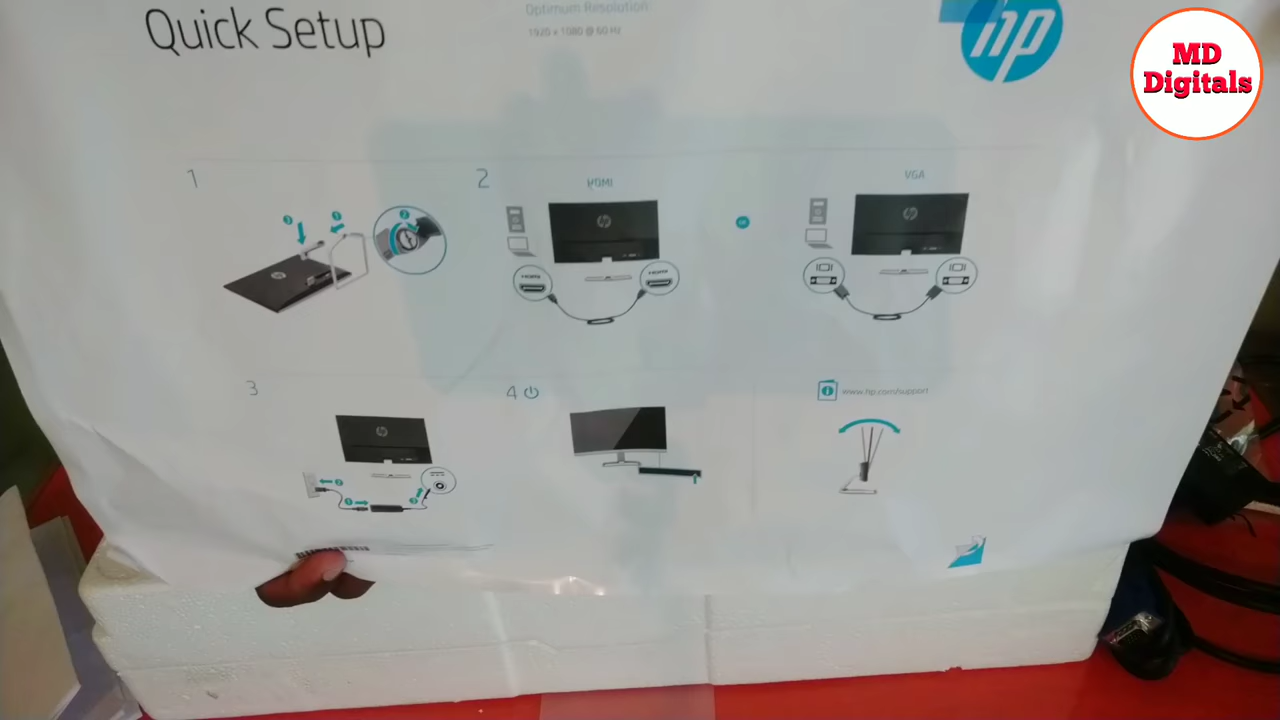 Quick Setup
Optimum Resolution
1920 x 1080 @ 60 Hz
hp
MD
Digitals
1
2
HDMI
VGA
3
4
www.hp.com/support